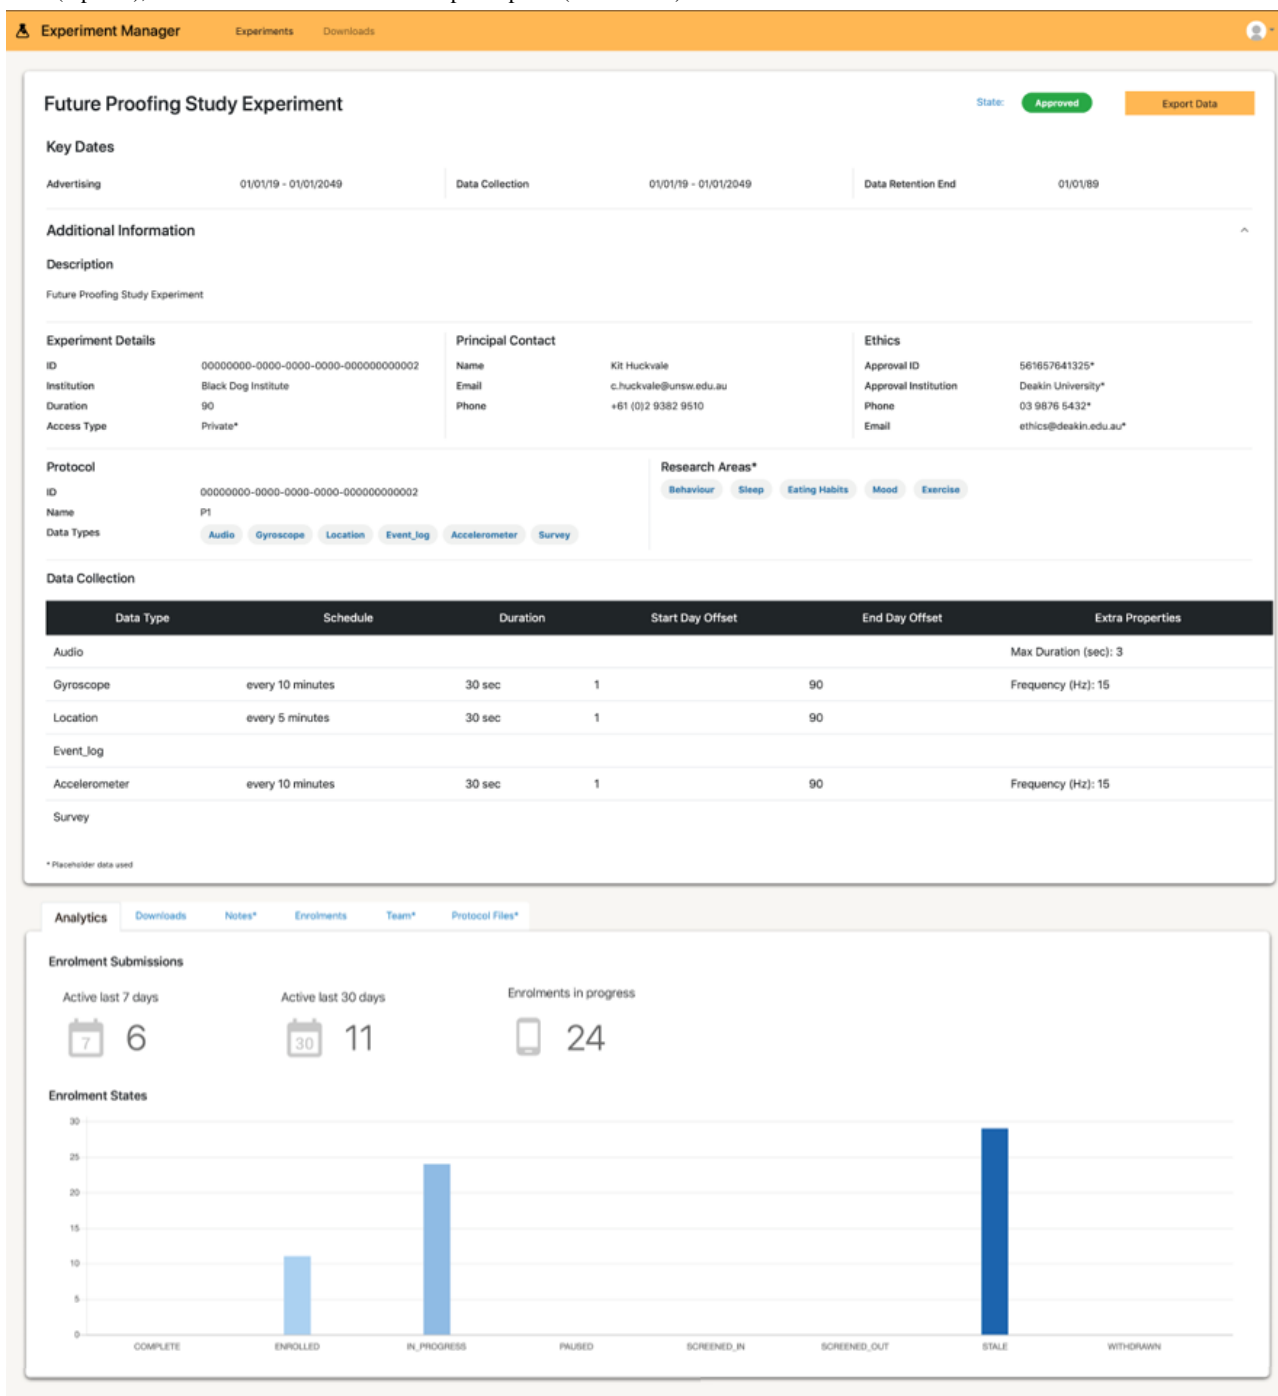 Experiment Manager Experiments Downloads
Future Proofing Study Experiment State: Approved Export Data
Key Dates
Advertising 01/01/19 - 01/01/2049 Data Collection 01/01/19 - 01/01/2049 Data Retention End 01/01/89
Additional Information
Description
Future Proofing Study Experiment
Experiment Details Principal Contact Ethics
ID 00000000-0000-0000-0000-000000000002 Name Kit Huckvale Approval ID 561657641325*
Institution Black Dog Institute Email c.huckvale@unsw.edu.au Approval Institution Deakin University*
Duration 90 Phone +61 (0)2 9382 9510 Phone 03 9876 5432*
Access Type Private* Email ethics@deakin.edu.au*
Protocol Research Areas*
ID 00000000-0000-0000-0000-000000000002 Behaviour Sleep Eating Habits Mood Exercise
Name P1
Data Types Audio Gyroscope Location Event_log Accelerometer Survey
Data Collection
Data Type Schedule Duration Start Day Offset End Day Offset Extra Properties
Audio Max Duration (sec): 3
Gyroscope every 10 minutes 30 sec 1 90 Frequency (Hz): 15
Location every 5 minutes 30 sec 1 90
Event_log
Accelerometer every 10 minutes 30 sec 1 90 Frequency (Hz): 15
Survey
* Placeholder data used
Analytics Downloads Notes* Enrolments Team* Protocol Files*
Enrolment Submissions
Active last 7 days Active last 30 days Enrolments in progress
7 6 30 11 24
Enrolment States
30
25
20
15
10
5
0
COMPLETE ENROLLED IN_PROGRESS PAUSED SCREENED_IN SCREENED_OUT STALE WITHDRAWN